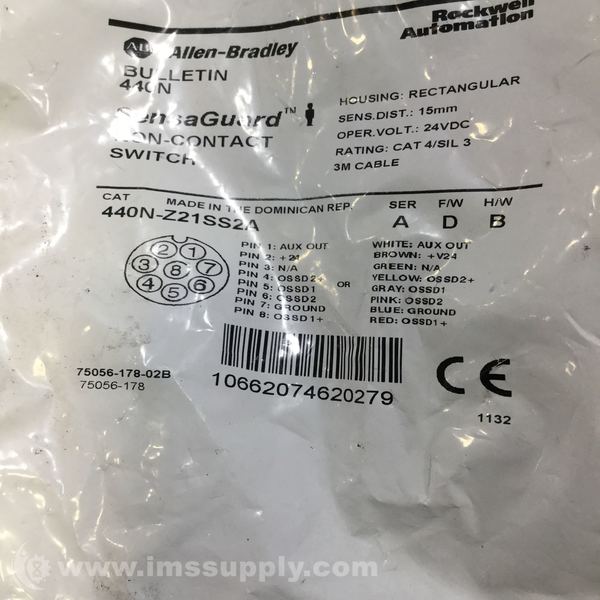 Rockwell
Automation
AB Allen-Bradley
BULLETIN
440N
SensaGuard™
NON-CONTACT
SWITCH
HOUSING: RECTANGULAR
SENS.DIST.: 15mm
OPER.VOLT.: 24VDC
RATING: CAT 4/SIL 3
3M CABLE
CAT
MADE IN THE DOMINICAN REP.
SER F/W H/W
440N-Z21SS2A
A D B
2 1
3 8 7
4 5 6
PIN 1: AUX OUT
PIN 2: +24
PIN 3: N/A
PIN 4: OSSD2+
PIN 5: OSSD1
PIN 6: OSSD2
PIN 7: GROUND
PIN 8: OSSD1+
OR
WHITE: AUX OUT
BROWN: +V24
GREEN: N/A
YELLOW: OSSD2+
GRAY: OSSD1
PINK: OSSD2
BLUE: GROUND
RED: OSSD1+
75056-178-02B
75056-178
10662074620279
CE
1132
www.imssupply.com